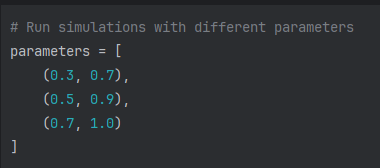 # Run simulations with different parameters
parameters = [
    (0.3, 0.7),
    (0.5, 0.9),
    (0.7, 1.0)
]